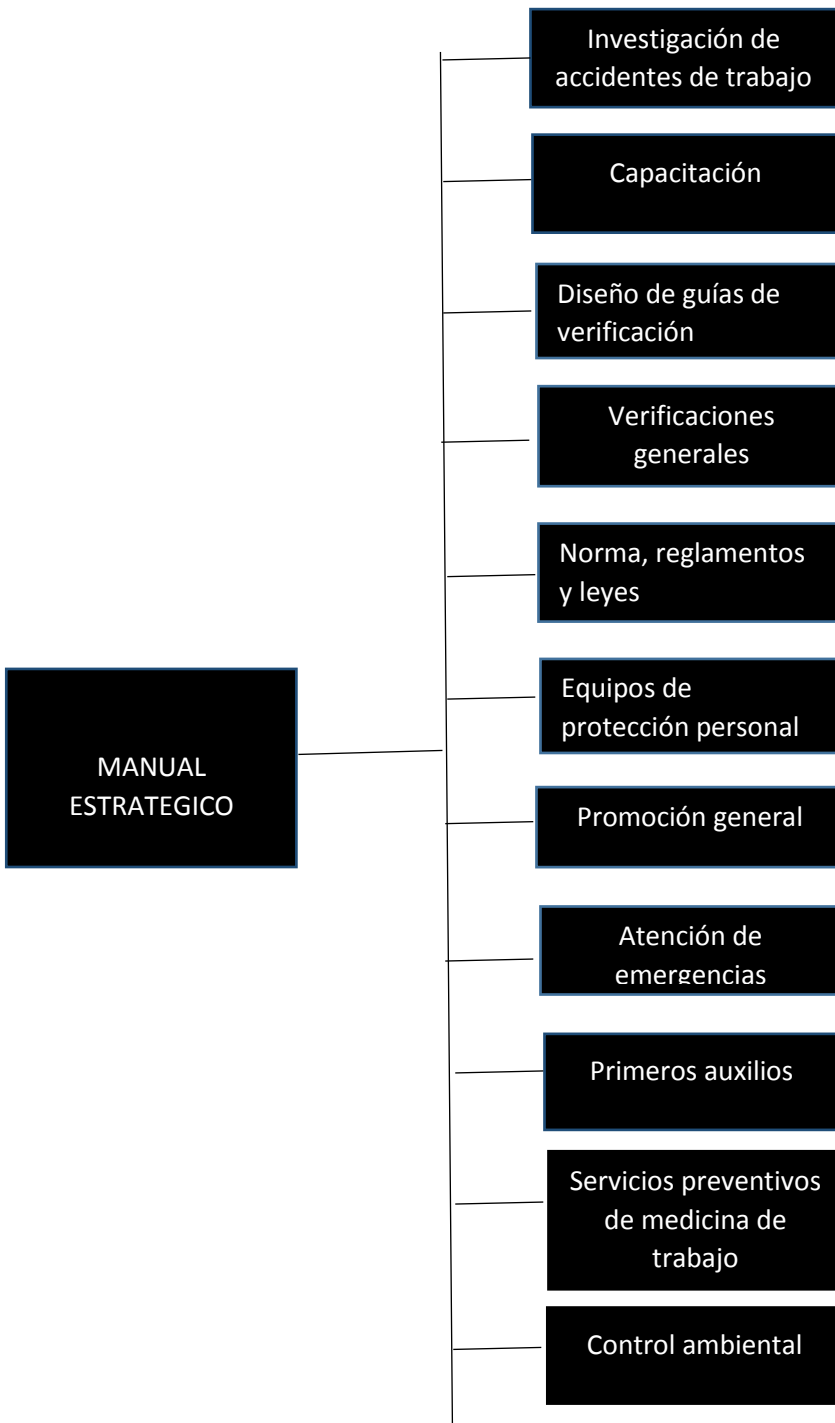 Investigación de
accidentes de trabajo
Capacitación
Diseño de guías de
verificación
Verificaciones
generales
Norma, reglamentos
y leyes
Equipos de
protección personal
MANUAL
ESTRATEGICO
Promoción general
Atención de
emergencias
Primeros auxilios
Servicios preventivos
de medicina de
trabajo
Control ambiental